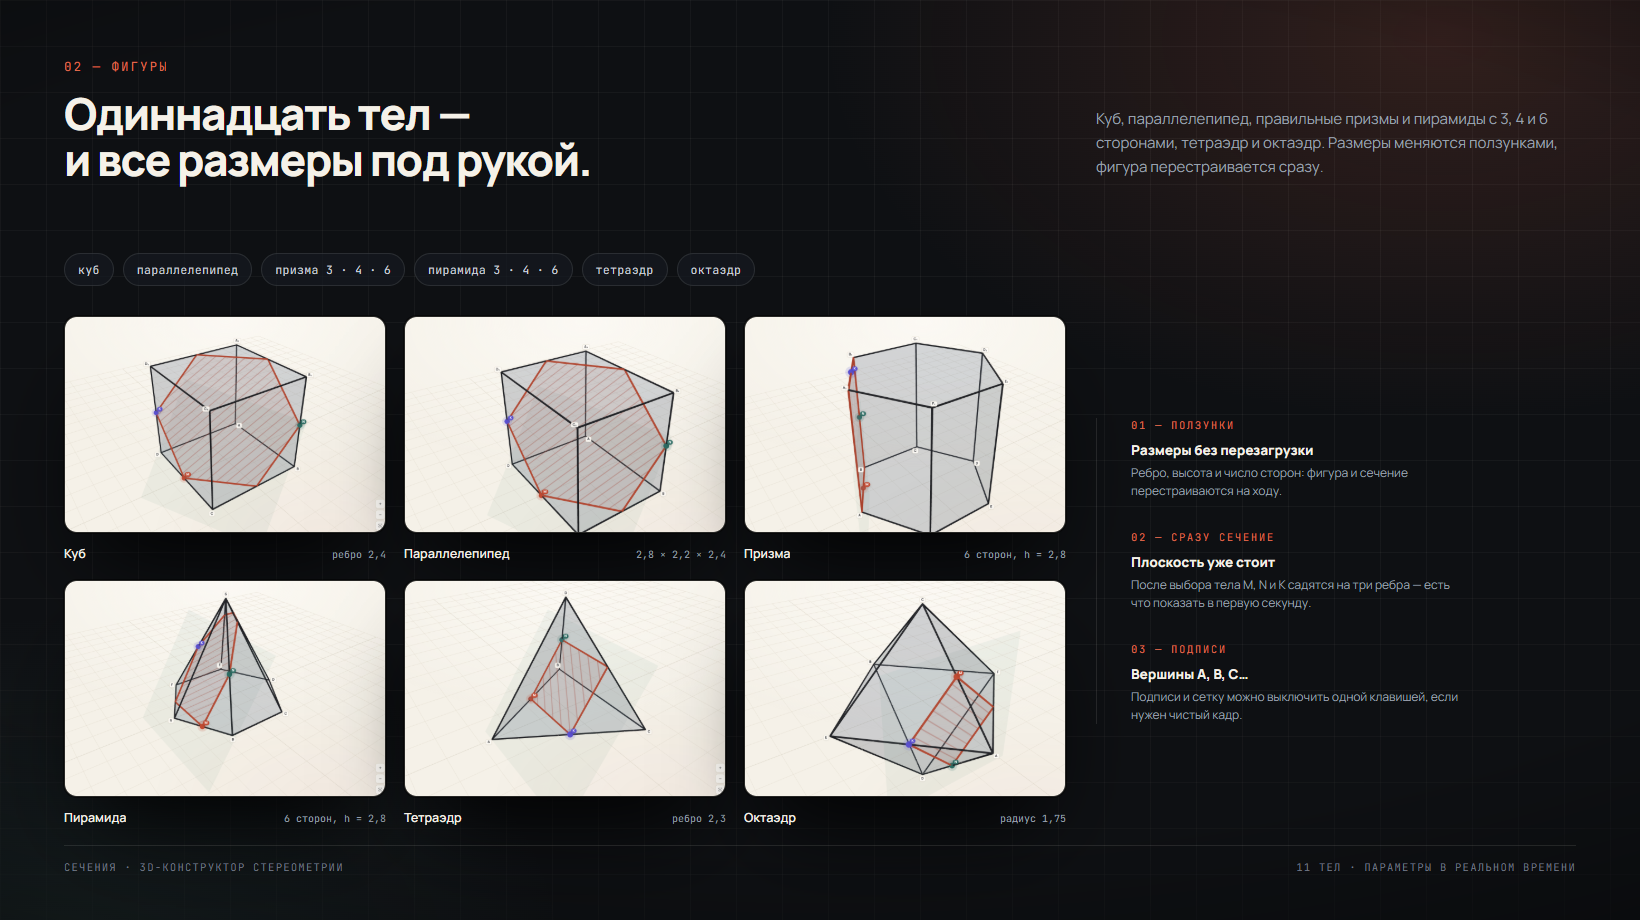 02 — ФИГУРЫ
Одиннадцать тел —
и все размеры под рукой.
Куб, параллелепипед, правильные призмы и пирамиды с 3, 4 и 6
сторонами, тетраэдр и октаэдр. Размеры меняются ползунками,
фигура перестраивается сразу.
куб
параллелепипед
призма 3 · 4 · 6
пирамида 3 · 4 · 6
тетраэдр
октаэдр
Куб
ребро 2,4
Параллелепипед
2,8 × 2,2 × 2,4
Призма
6 сторон, h = 2,8
Пирамида
6 сторон, h = 2,8
Тетраэдр
ребро 2,3
Октаэдр
радиус 1,75
01 — ПОЛЗУНКИ
Размеры без перезагрузки
Ребро, высота и число сторон: фигура и сечение
перестраиваются на ходу.
02 — СРАЗУ СЕЧЕНИЕ
Плоскость уже стоит
После выбора тела M, N и K садятся на три ребра — есть
что показать в первую секунду.
03 — ПОДПИСИ
Вершины A, B, C…
Подписи и сетку можно выключить одной клавишей, если
нужен чистый кадр.
СЕЧЕНИЯ · 3D-КОНСТРУКТОР СТЕРЕОМЕТРИИ
11 ТЕЛ · ПАРАМЕТРЫ В РЕАЛЬНОМ ВРЕМЕНИ